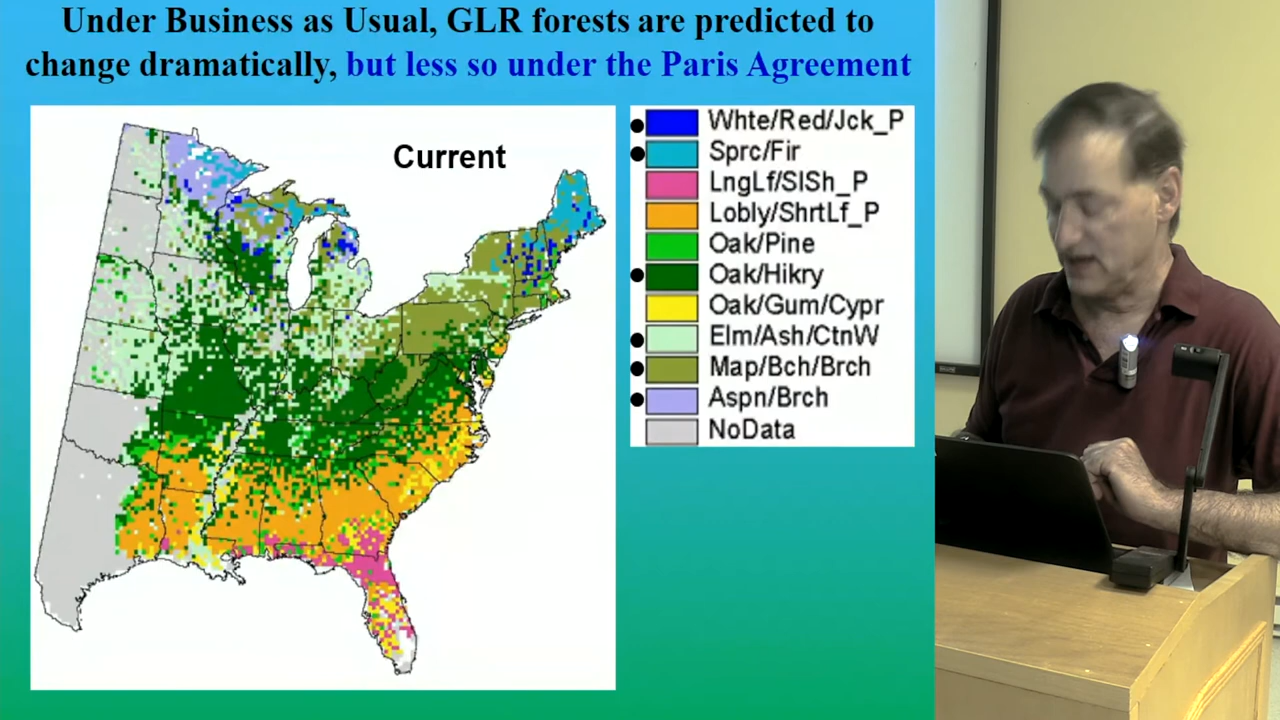 Under Business as Usual, GLR forests are predicted to
change dramatically, but less so under the Paris Agreement
Current
Whte/Red/Jck_P
Sprc/Fir
LngLf/SlSh_P
Lobly/ShrtLf_P
Oak/Pine
Oak/Hikry
Oak/Gum/Cypr
Elm/Ash/CtnW
Map/Bch/Brch
Aspn/Brch
NoData